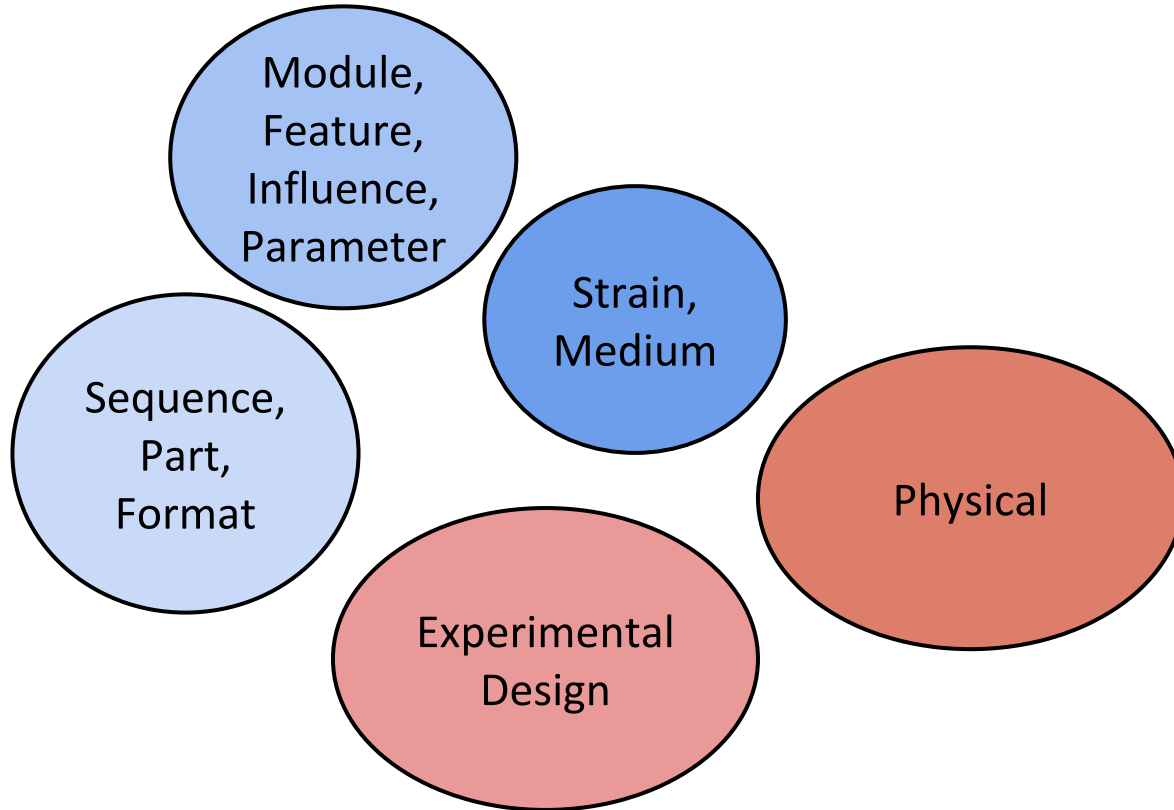 Module,
Feature,
Influence,
Parameter
Strain,
Medium
Sequence,
Part,
Format
Physical
Experimental
Design